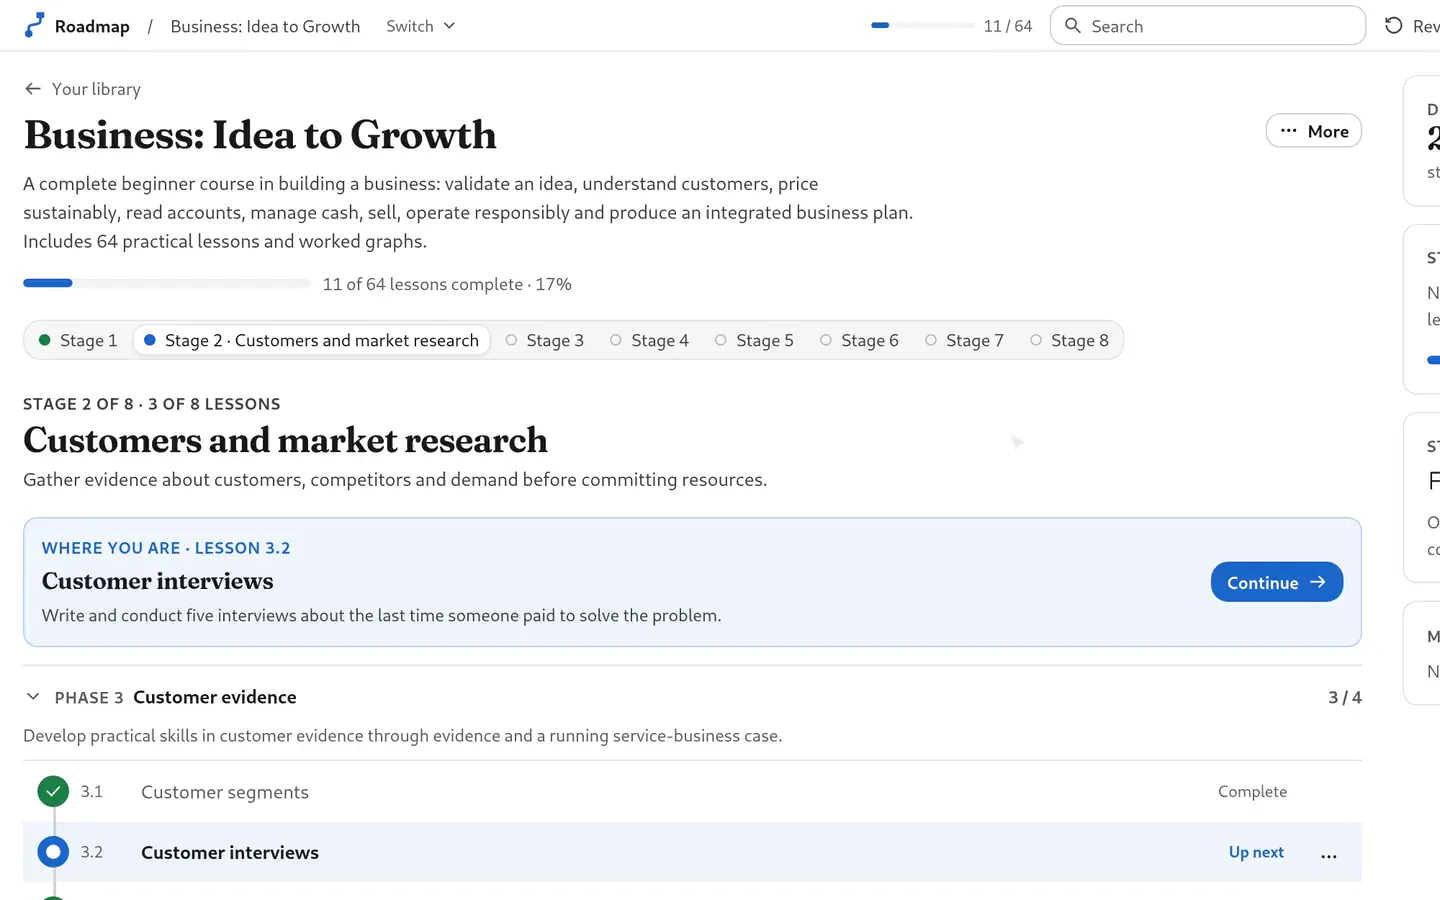 Roadmap / Business: Idea to Growth Switch 11 / 64 Search
Your library
Business: Idea to Growth
More
A complete beginner course in building a business: validate an idea, understand customers, price
sustainably, read accounts, manage cash, sell, operate responsibly and produce an integrated business plan.
Includes 64 practical lessons and worked graphs.
11 of 64 lessons complete · 17%
Stage 1 Stage 2 · Customers and market research Stage 3 Stage 4 Stage 5 Stage 6 Stage 7 Stage 8
STAGE 2 OF 8 · 3 OF 8 LESSONS
Customers and market research
Gather evidence about customers, competitors and demand before committing resources.
WHERE YOU ARE · LESSON 3.2
Customer interviews
Write and conduct five interviews about the last time someone paid to solve the problem.
Continue
PHASE 3 Customer evidence 3 / 4
Develop practical skills in customer evidence through evidence and a running service-business case.
3.1 Customer segments Complete
3.2 Customer interviews Up next ...